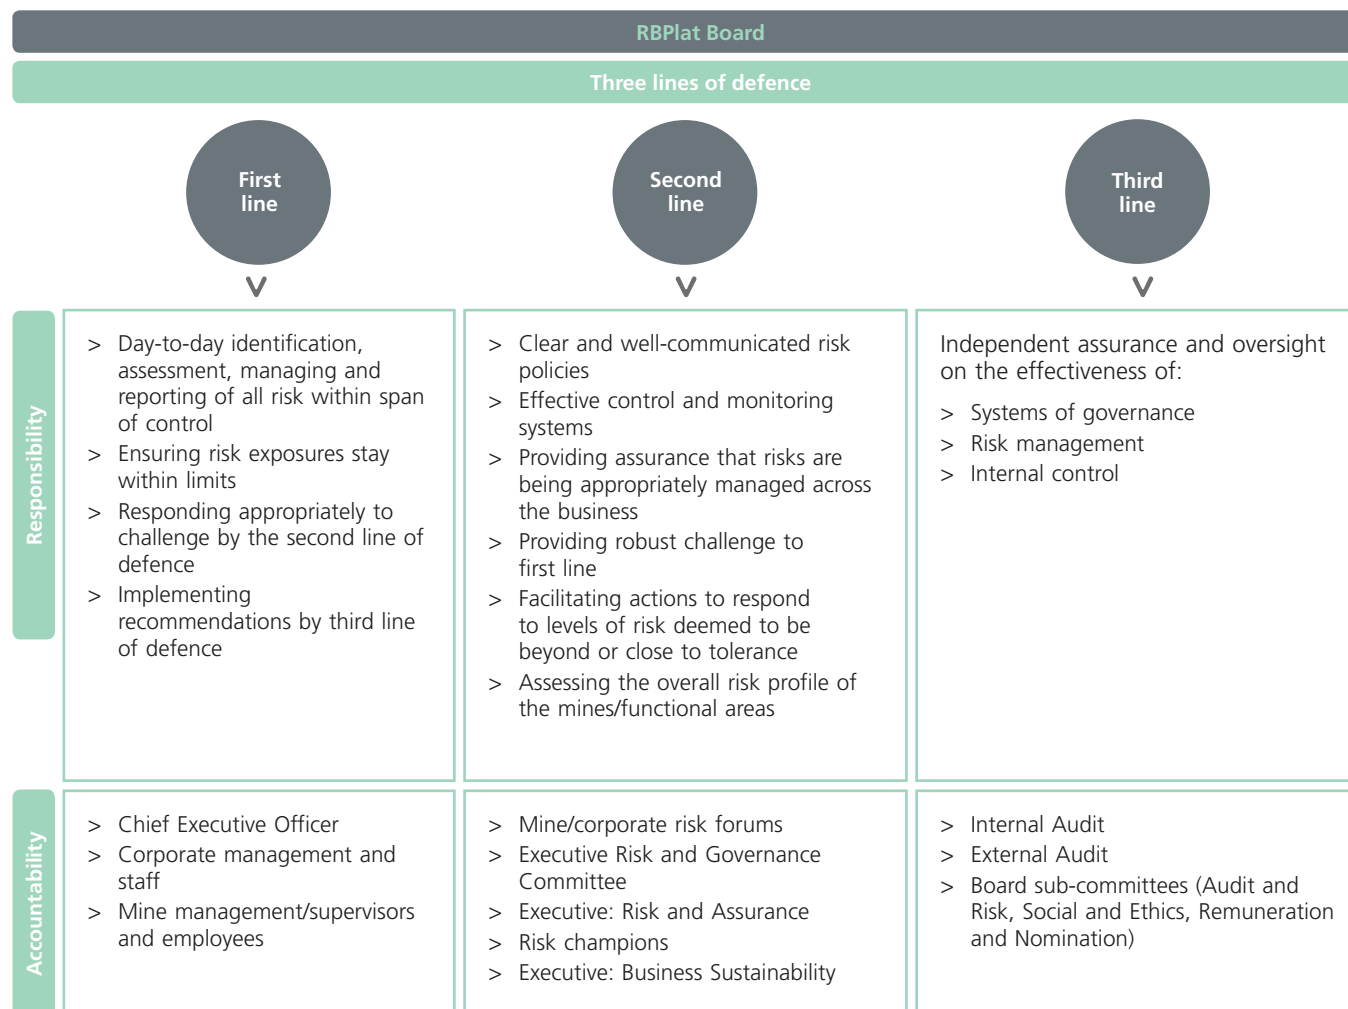 RBPlat Board
Three lines of defence
First
line
Second
line
Third
line
Responsibility
> Day-to-day identification,
assessment, managing and
reporting of all risk within span
of control
> Ensuring risk exposures stay
within limits
> Responding appropriately to
challenge by the second line of
defence
> Implementing
recommendations by third line
of defence
> Clear and well-communicated risk
policies
> Effective control and monitoring
systems
> Providing assurance that risks are
being appropriately managed across
the business
> Providing robust challenge to
first line
> Facilitating actions to respond
to levels of risk deemed to be
beyond or close to tolerance
> Assessing the overall risk profile of
the mines/functional areas
Independent assurance and oversight
on the effectiveness of:
> Systems of governance
> Risk management
> Internal control
Accountability
> Chief Executive Officer
> Corporate management and
staff
> Mine management/supervisors
and employees
> Mine/corporate risk forums
> Executive Risk and Governance
Committee
> Executive: Risk and Assurance
> Risk champions
> Executive: Business Sustainability
> Internal Audit
> External Audit
> Board sub-committees (Audit and
Risk, Social and Ethics, Remuneration
and Nomination)